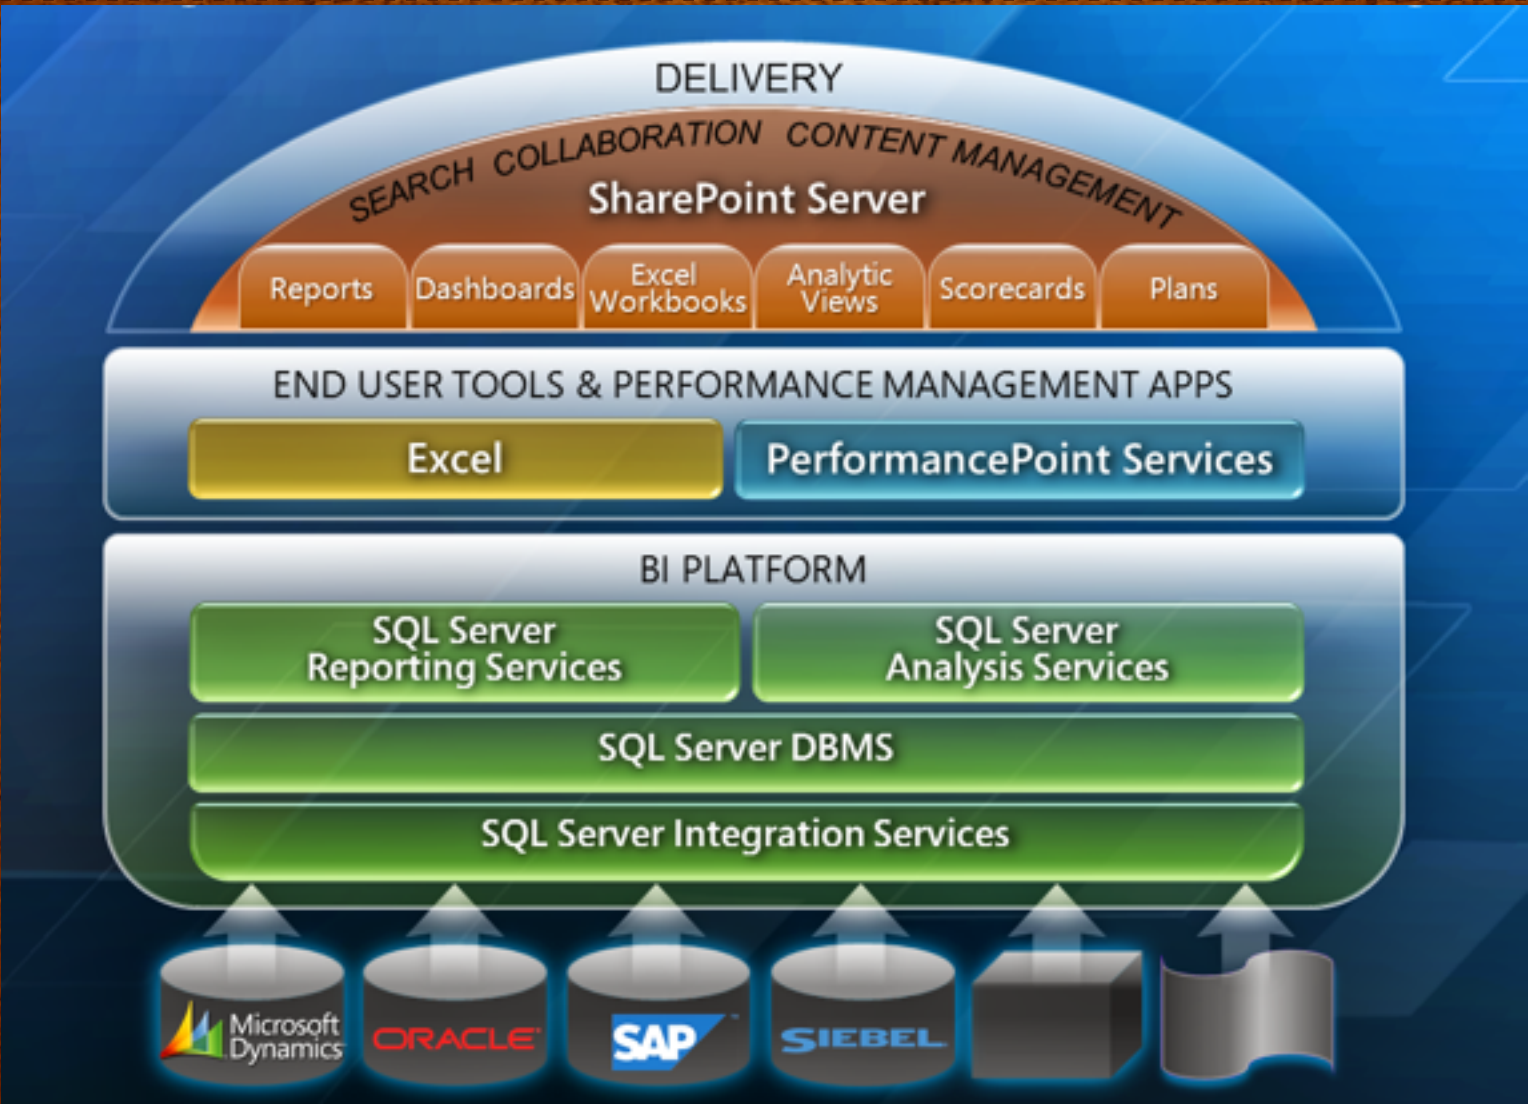 DELIVERY
SEARCH COLLABORATION CONTENT MANAGEMENT
SharePoint Server
Reports
Dashboards
Excel
Workbooks
Analytic
Views
Scorecards
Plans
END USER TOOLS & PERFORMANCE MANAGEMENT APPS
Excel
PerformancePoint Services
BI PLATFORM
SQL Server
Reporting Services
SQL Server
Analysis Services
SQL Server DBMS
SQL Server Integration Services
Microsoft
Dynamics
ORACLE
SAP
SIEBEL